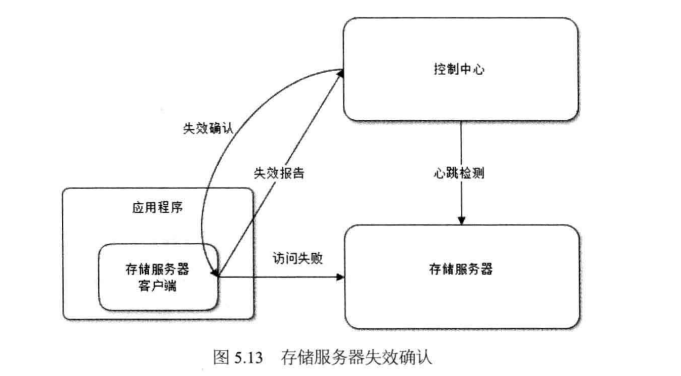 控制中心
失效确认
失效报告
心跳检测
应用程序
存储服务器
客户端
访问失败
存储服务器
图 5.13 存储服务器失效确认